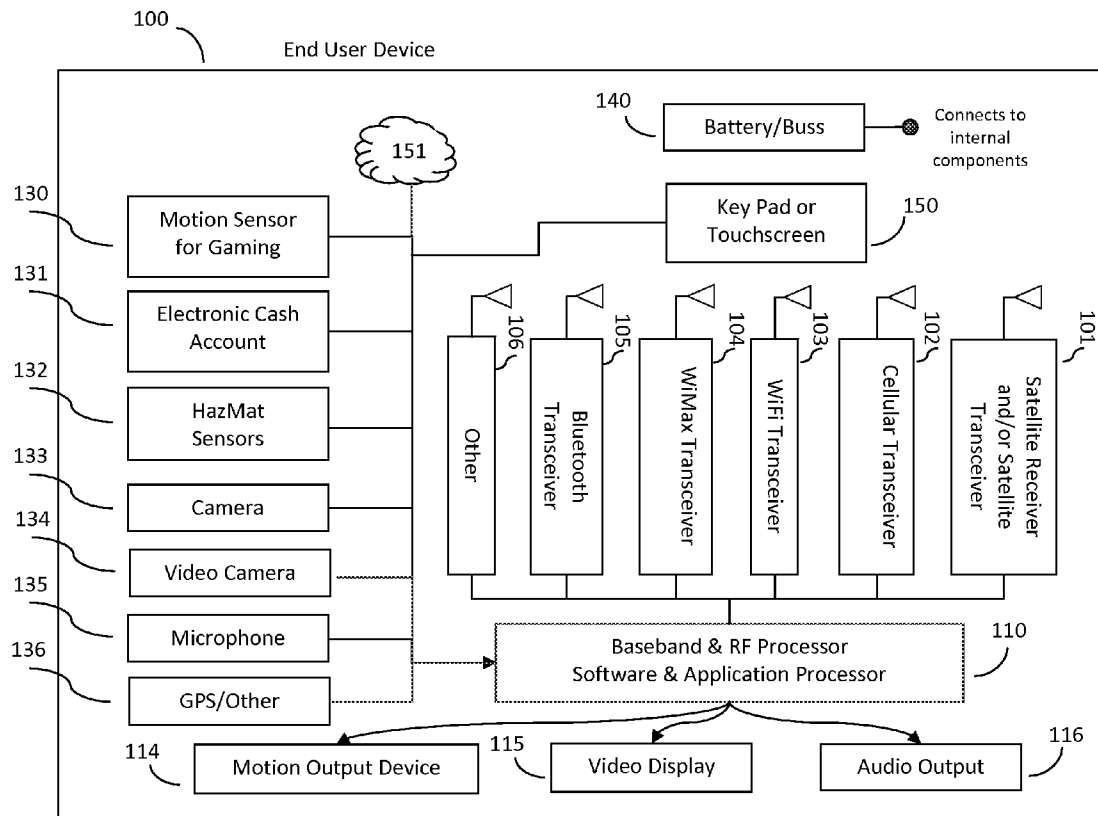 100
End User Device
140
Battery/Buss
Connects to
internal
components
151
130
Motion Sensor
for Gaming
Key Pad or
Touchscreen
150
131
Electronic Cash
Account
132
HazMat
Sensors
133
Camera
134
Video Camera
135
Microphone
136
GPS/Other
106
Other
105
Bluetooth
Transceiver
104
WiMax Transceiver
103
WiFi Transceiver
102
Cellular Transceiver
101
Satellite Receiver
and/or Satellite
Transceiver
Baseband & RF Processor
Software & Application Processor
110
114
Motion Output Device
115
Video Display
Audio Output
116